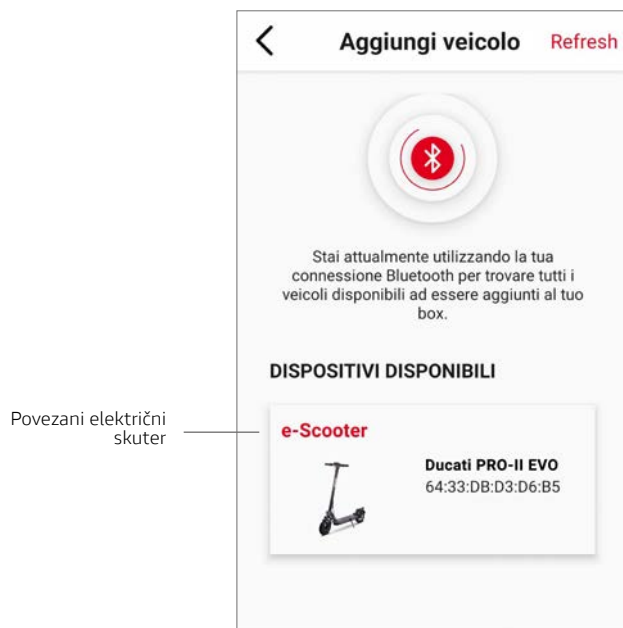 Aggiungi veicolo Refresh
Stai attualmente utilizzando la tua
connessione Bluetooth per trovare tutti i
veicoli disponibili ad essere aggiunti al tuo
box.
DISPOSITIVI DISPONIBILI
Povezani električni
skuter
e-Scooter
Ducati PRO-II EVO
64:33:DB:D3:D6:B5